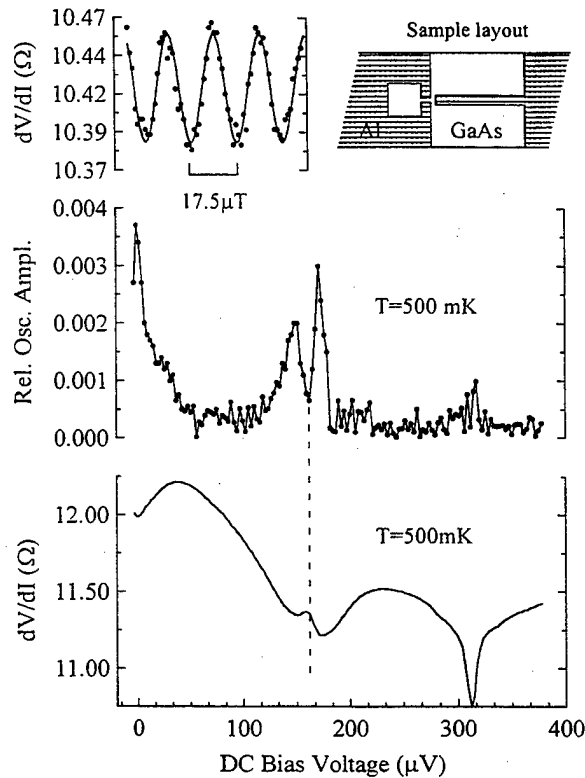 dV/dI (Ω)
10.47
10.44
10.42
10.39
10.37
17.5μT
Sample layout
Al
GaAs
Rel. Osc. Ampl.
0.004
0.003
0.002
0.001
0.000
T=500 mK
dV/dI (Ω)
12.00
11.50
11.00
T=500mK
0
100
200
300
400
DC Bias Voltage (μV)